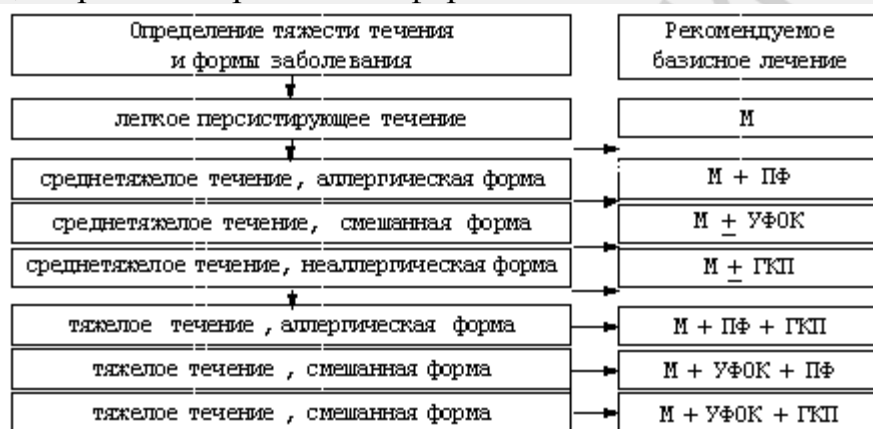 Определение тяжести течения
и формы заболевания
Рекомендуемое
базисное лечение
легкое персистирующее течение
М
среднетяжелое течение, аллергическая форма
М + ПФ
среднетяжелое течение, смешанная форма
М ± УФОК
среднетяжелое течение, неаллергическая форма
М ± ГКП
тяжелое течение , аллергическая форма
М + ПФ + ГКП
тяжелое течение , смешанная форма
М + УФОК + ПФ
тяжелое течение , смешанная форма
М + УФОК + ГКП